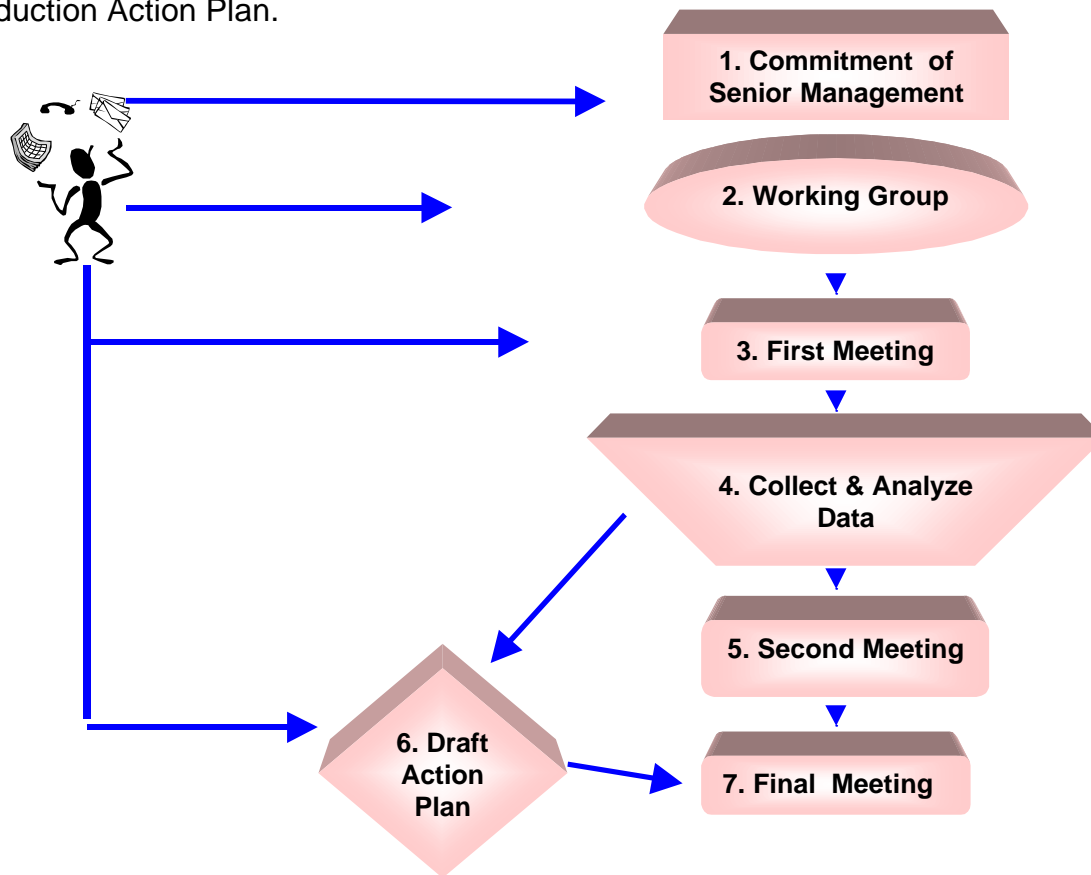 duction Action Plan.
1. Commitment of
Senior Management
2. Working Group
3. First Meeting
4. Collect & Analyze
Data
5. Second Meeting
6. Draft
Action
Plan
7. Final Meeting